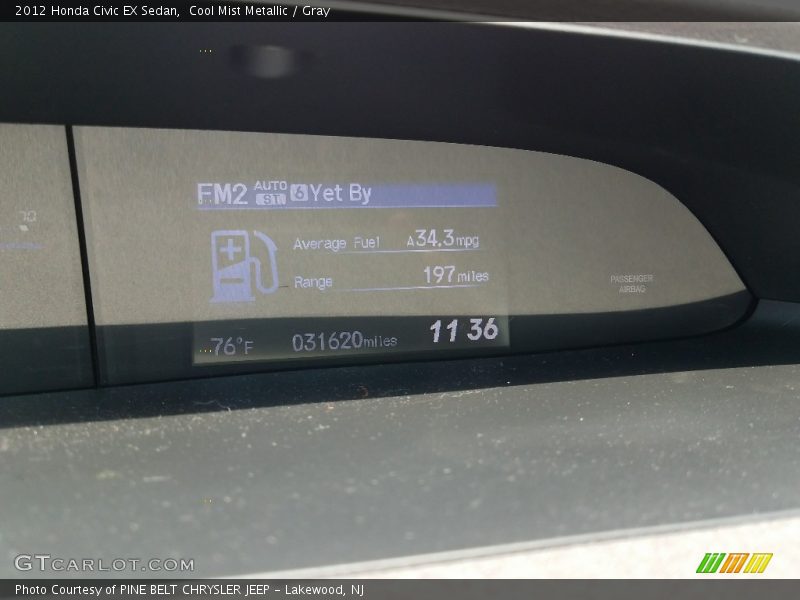 2012 Honda Civic EX Sedan,  Cool Mist Metallic / Gray
70
FM2 AUTO ST. 6 Yet By
Average Fuel A34.3mpg
Range 197miles
PASSENGER
AIRBAG
76°F 031620miles 11 36
GTCARLOT.COM
Photo Courtesy of PINE BELT CHRYSLER JEEP - Lakewood, NJ